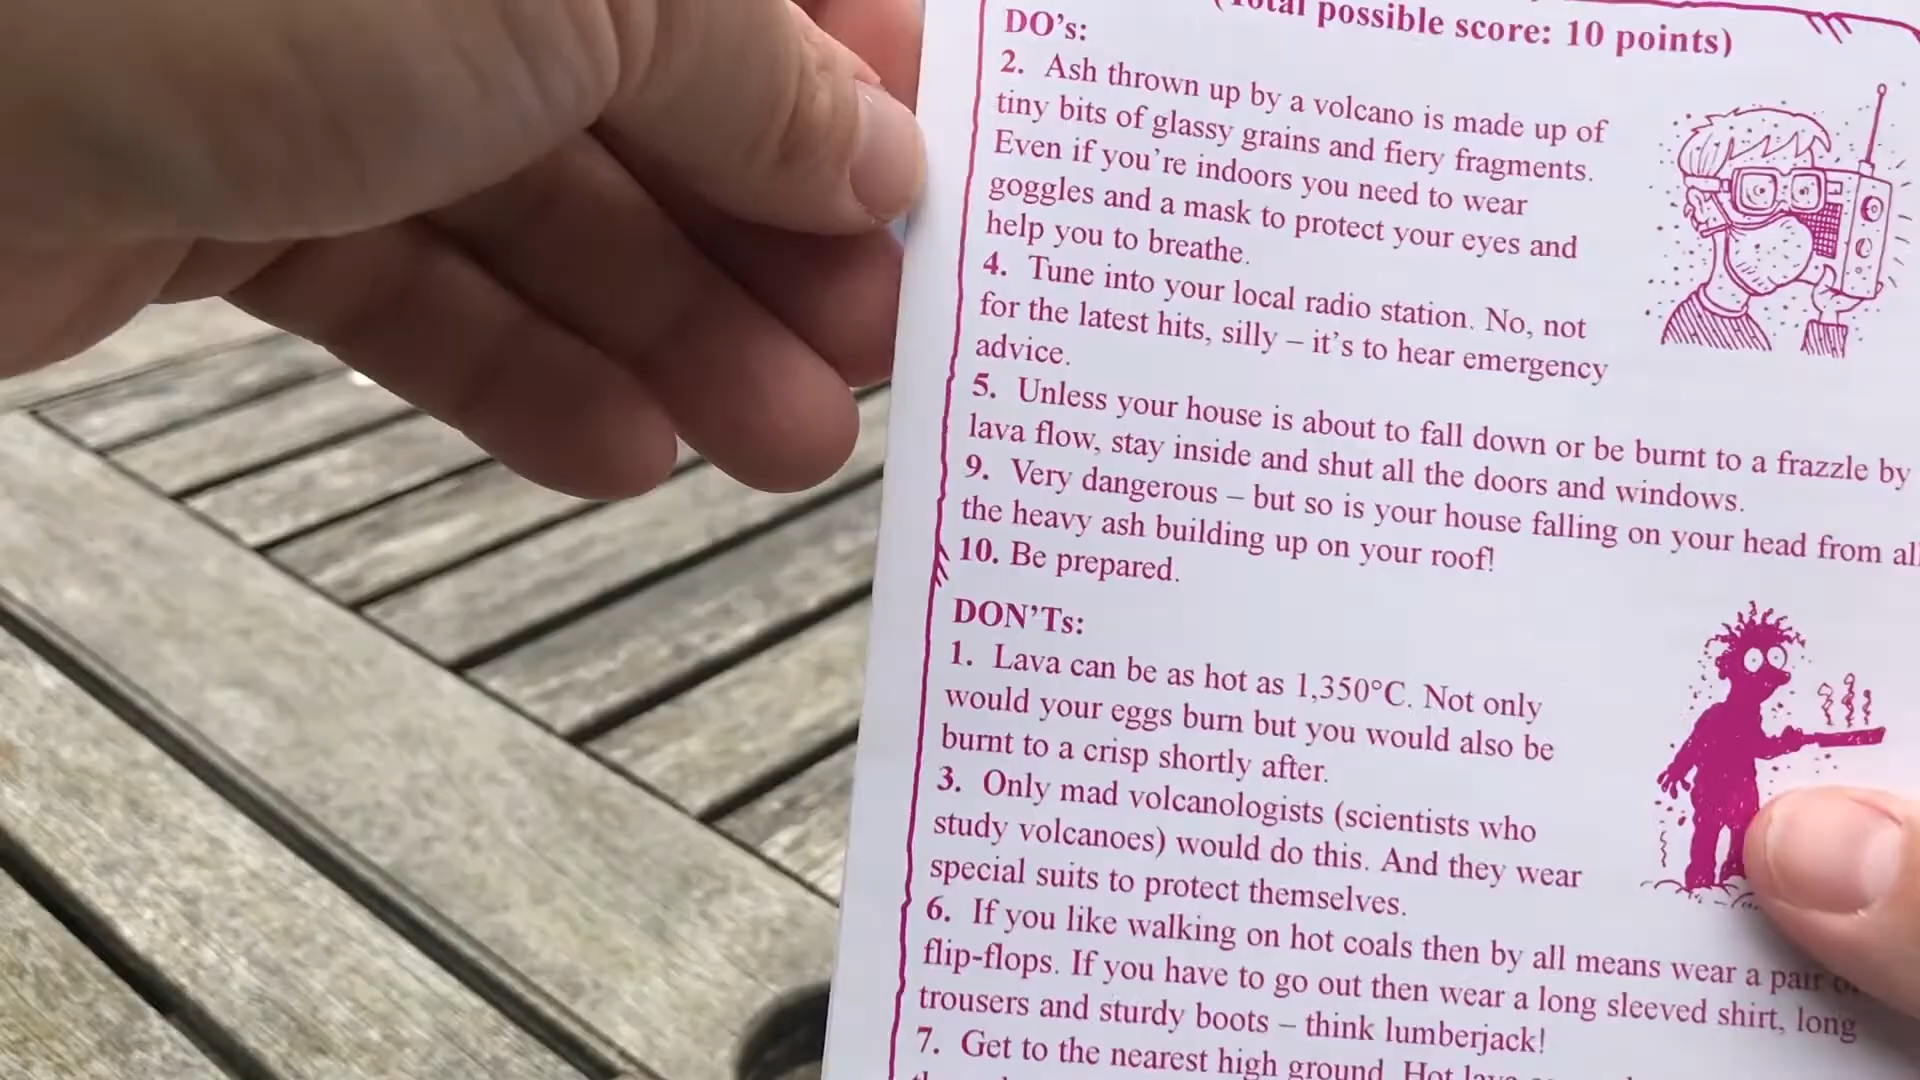 (Total possible score: 10 points)
DO's:
2. Ash thrown up by a volcano is made up of
tiny bits of glassy grains and fiery fragments.
Even if you're indoors you need to wear
goggles and a mask to protect your eyes and
help you to breathe.
4. Tune into your local radio station. No, not
for the latest hits, silly – it's to hear emergency
advice.
5. Unless your house is about to fall down or be burnt to a frazzle by
lava flow, stay inside and shut all the doors and windows.
9. Very dangerous – but so is your house falling on your head from all
the heavy ash building up on your roof!
10. Be prepared.
DON'Ts:
1. Lava can be as hot as 1,350°C. Not only
would your eggs burn but you would also be
burnt to a crisp shortly after.
3. Only mad volcanologists (scientists who
study volcanoes) would do this. And they wear
special suits to protect themselves.
6. If you like walking on hot coals then by all means wear a pair
flip-flops. If you have to go out then wear a long sleeved shirt, long
trousers and sturdy boots – think lumberjack!
7. Get to the nearest high ground. Hot